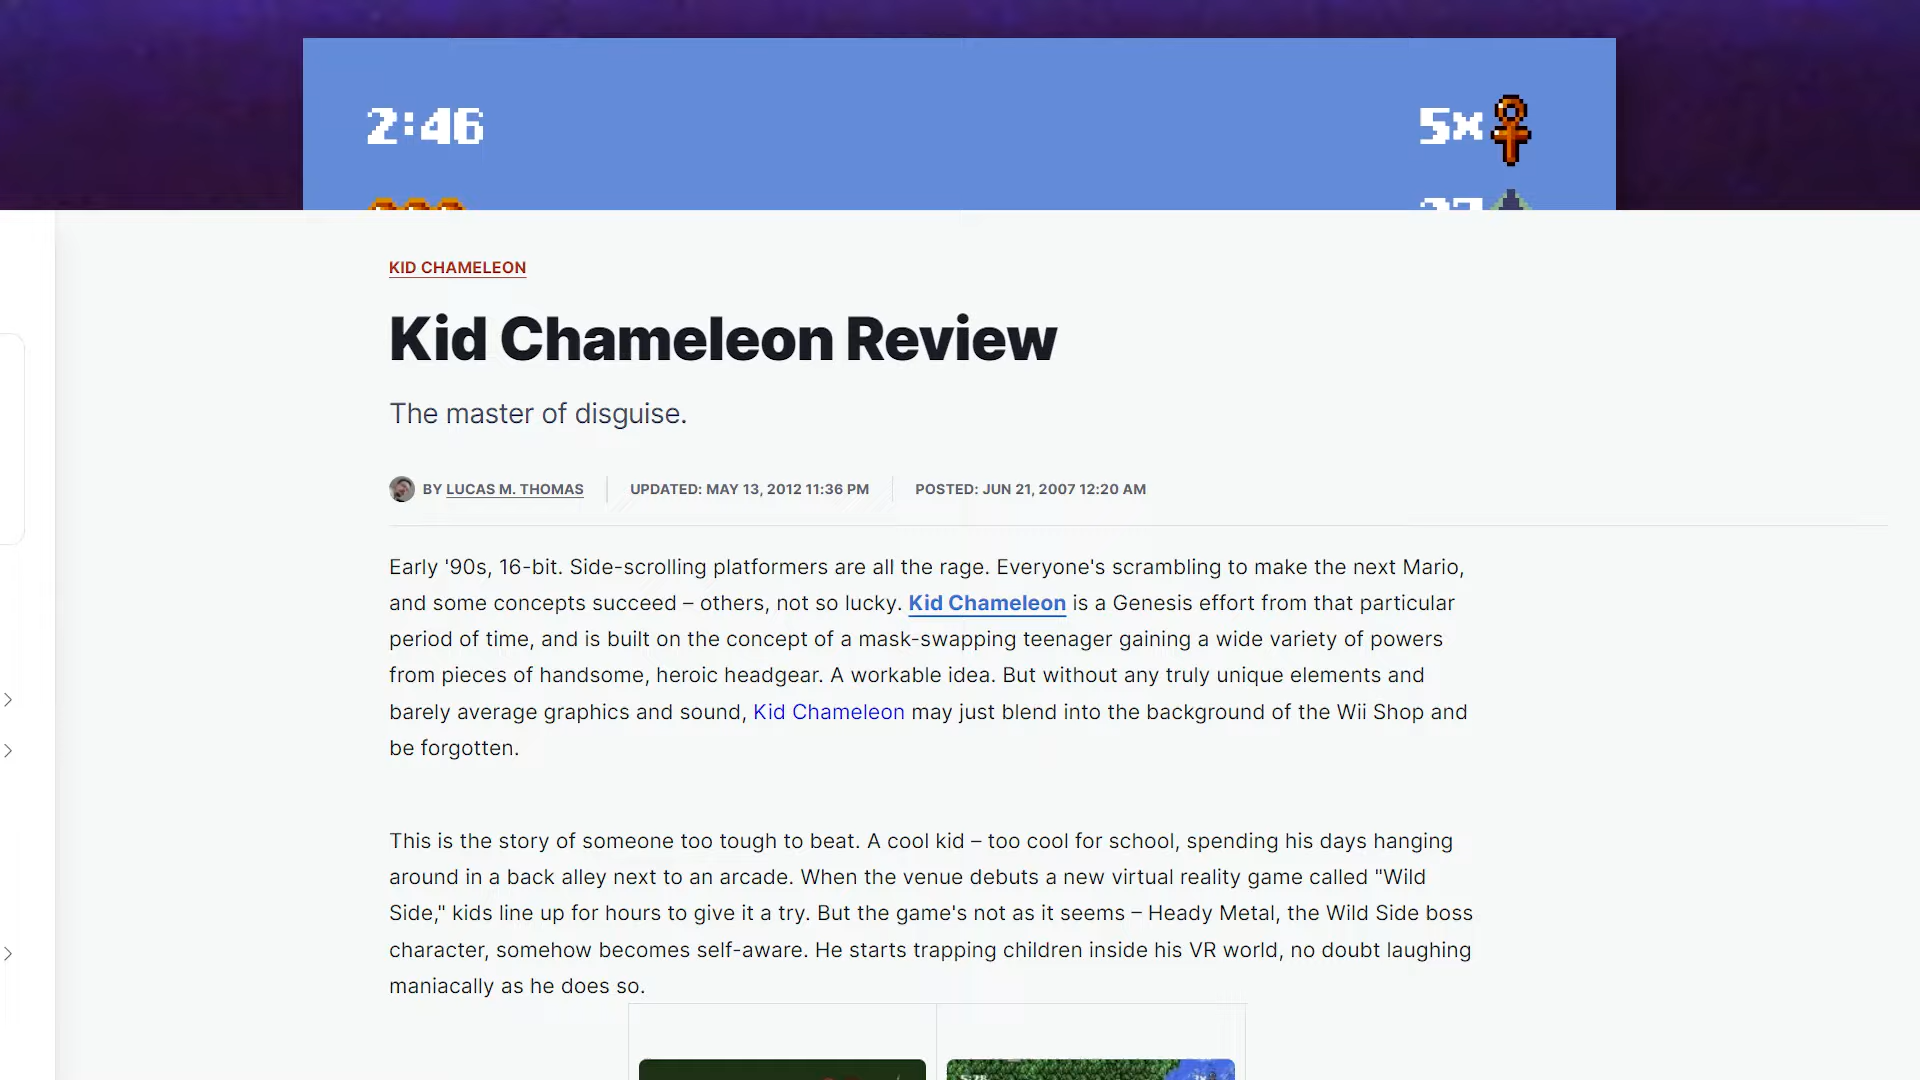 2:46
5×
KID CHAMELEON
Kid Chameleon Review
The master of disguise.
BY LUCAS M. THOMAS
UPDATED: MAY 13, 2012 11:36 PM
POSTED: JUN 21, 2007 12:20 AM
Early '90s, 16-bit. Side-scrolling platformers are all the rage. Everyone's scrambling to make the next Mario,
and some concepts succeed – others, not so lucky. Kid Chameleon is a Genesis effort from that particular
period of time, and is built on the concept of a mask-swapping teenager gaining a wide variety of powers
from pieces of handsome, heroic headgear. A workable idea. But without any truly unique elements and
barely average graphics and sound, Kid Chameleon may just blend into the background of the Wii Shop and
be forgotten.
This is the story of someone too tough to beat. A cool kid – too cool for school, spending his days hanging
around in a back alley next to an arcade. When the venue debuts a new virtual reality game called "Wild
Side," kids line up for hours to give it a try. But the game's not as it seems – Heady Metal, the Wild Side boss
character, somehow becomes self-aware. He starts trapping children inside his VR world, no doubt laughing
maniacally as he does so.